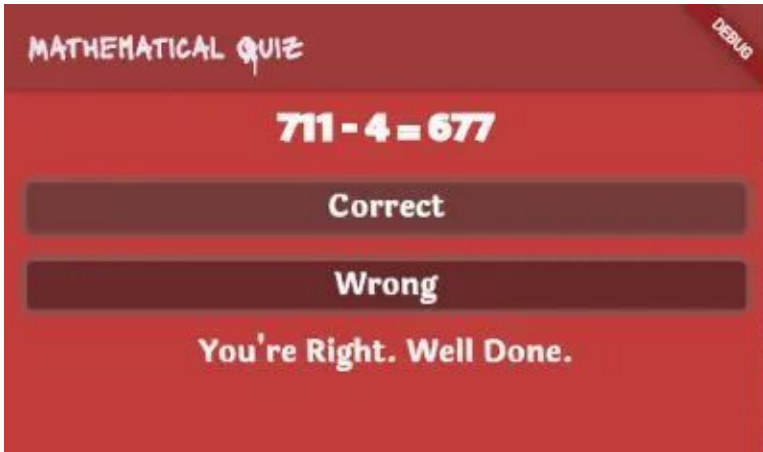 MATHEMATICAL QUIZ
DEBUG
711 - 4 = 677
Correct
Wrong
You're Right. Well Done.